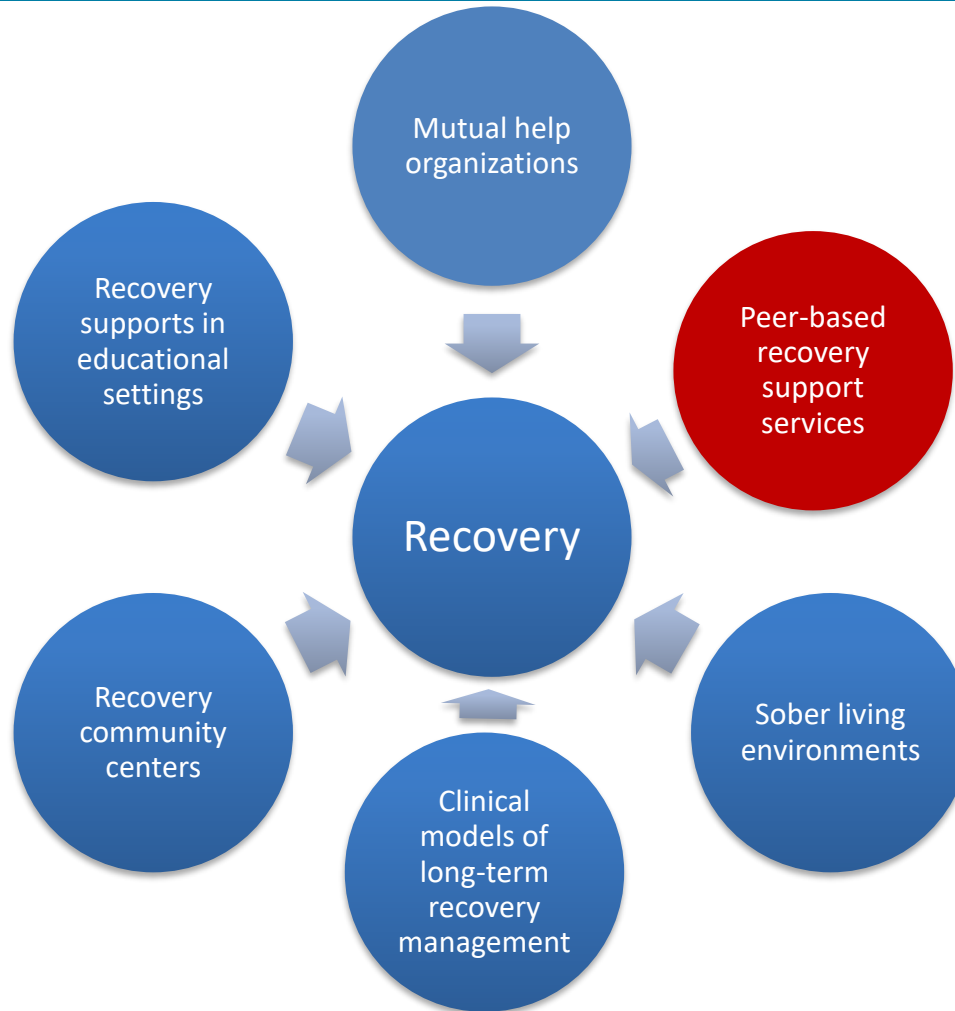 Mutual help
organizations
Peer-based
recovery
support
services
Sober living
environments
Clinical
models of
long-term
recovery
management
Recovery
community
centers
Recovery
supports in
educational
settings
Recovery